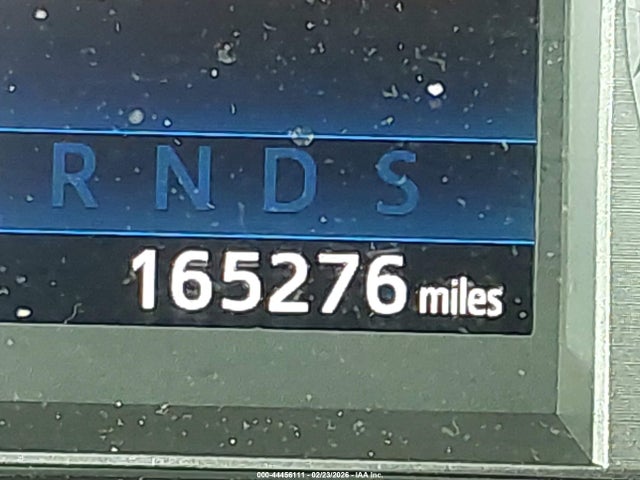 R N D S
165276 miles
000-44456111 - 02/23/2026 - IAA Inc.